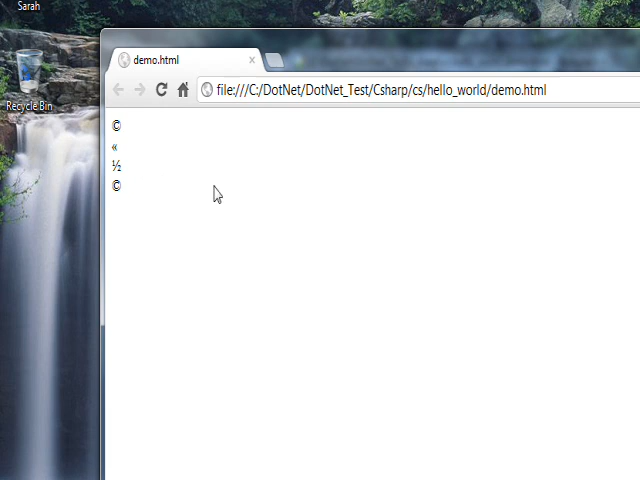 Sarah
Recycle Bin
demo.html
file:///C:/DotNet/DotNet_Test/Csharp/cs/hello_world/demo.html
©
«
½
©